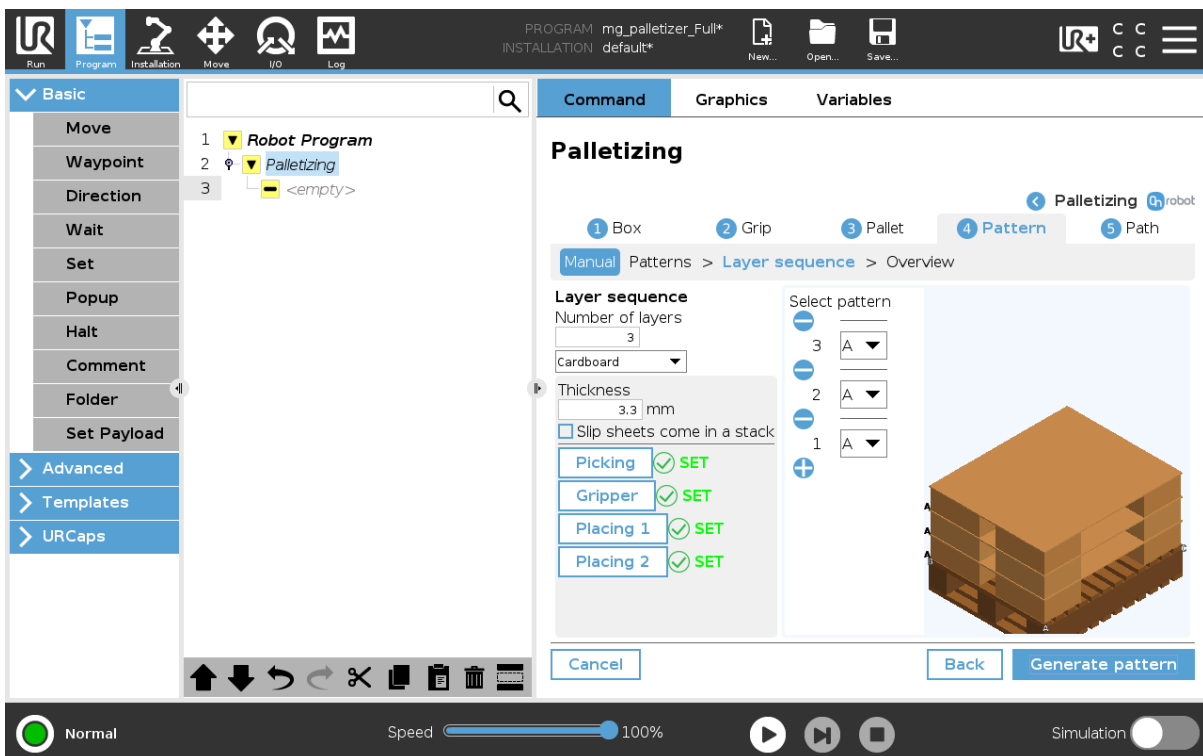 PROGRAM mg_palletizer_Full*
INSTALLATION default*
UR
Run
Program
Installation
Move
I/O
Log
New...
Open...
Save...
UR+
C C
C C
Basic
Move
Waypoint
Direction
Wait
Set
Popup
Halt
Comment
Folder
Set Payload
Advanced
Templates
URCaps
1 Robot Program
2 Palletizing
3 <empty>
Command Graphics Variables
Palletizing
Palletizing Onrobot
1 Box 2 Grip 3 Pallet 4 Pattern 5 Path
Manual Patterns > Layer sequence > Overview
Layer sequence
Number of layers
3
Cardboard
Thickness
3.3 mm
Slip sheets come in a stack
Picking SET
Gripper SET
Placing 1 SET
Placing 2 SET
Select pattern
3 A
2 A
1 A
A
A
A
B
C
A
Cancel Back Generate pattern
Normal
Speed 100%
Simulation